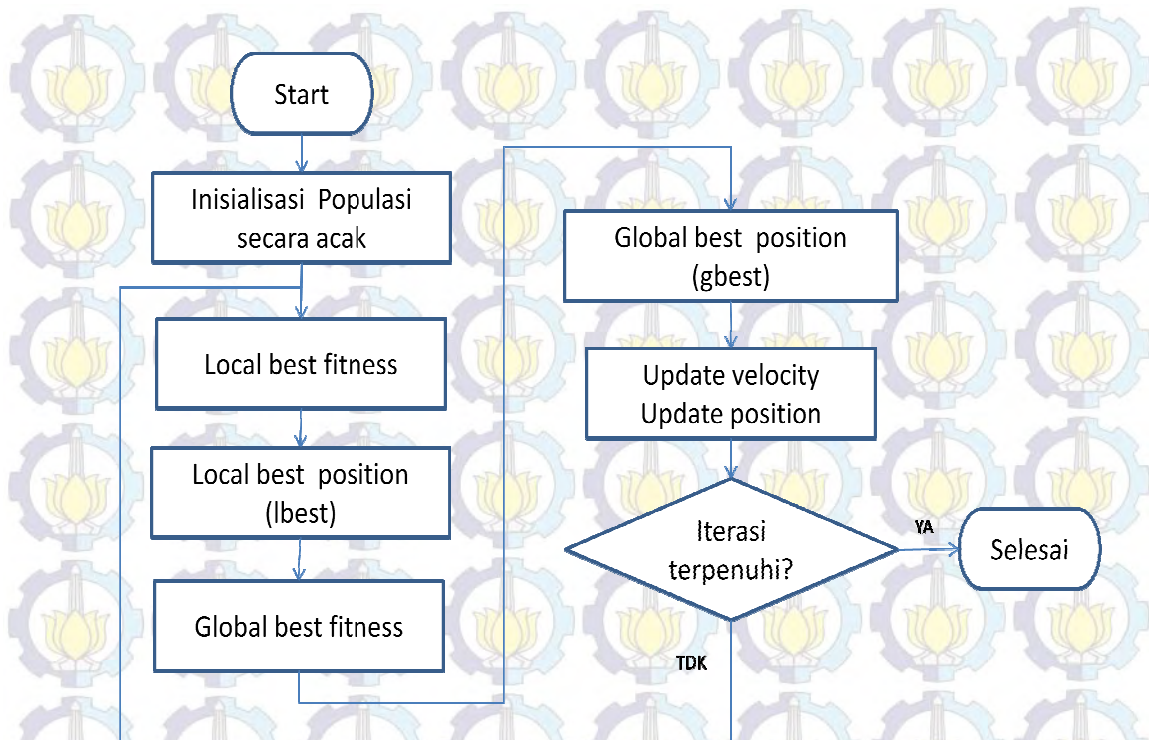 Start
Inisialisasi Populasi
secara acak
Local best fitness
Local best position
(lbest)
Global best fitness
Global best position
(gbest)
Update velocity
Update position
Iterasi
terpenuhi?
YA
Selesai
TDK